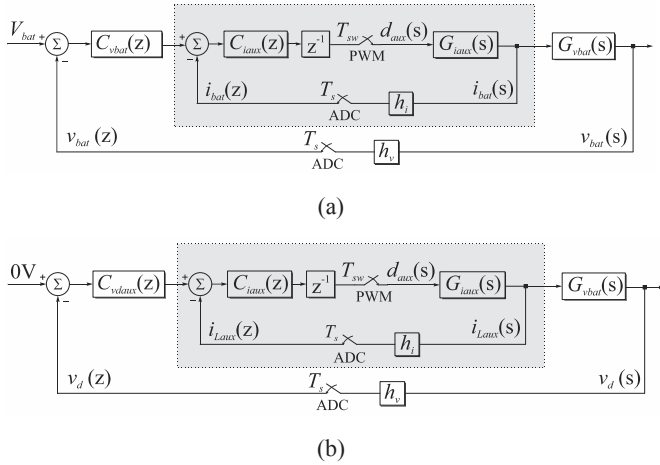 V_bat + Σ − C_vbat(z) + Σ − C_iaux(z) z⁻¹ T_sw PWM d_aux(s) G_iaux(s) G_vbat(s)
i_bat(z) T_s ADC h_i i_bat(s)
v_bat(z) T_s ADC h_v v_bat(s)
(a)
0V + Σ − C_vdaux(z) + Σ − C_iaux(z) z⁻¹ T_sw PWM d_aux(s) G_iaux(s) G_vbat(s)
i_Laux(z) T_s ADC h_i i_Laux(s)
v_d(z) T_s ADC h_v v_d(s)
(b)